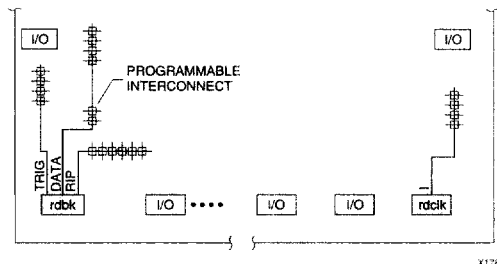 I/O
I/O
PROGRAMMABLE
INTERCONNECT
TRIG
DATA
RIP
rdbk
I/O
I/O
I/O
rdclk